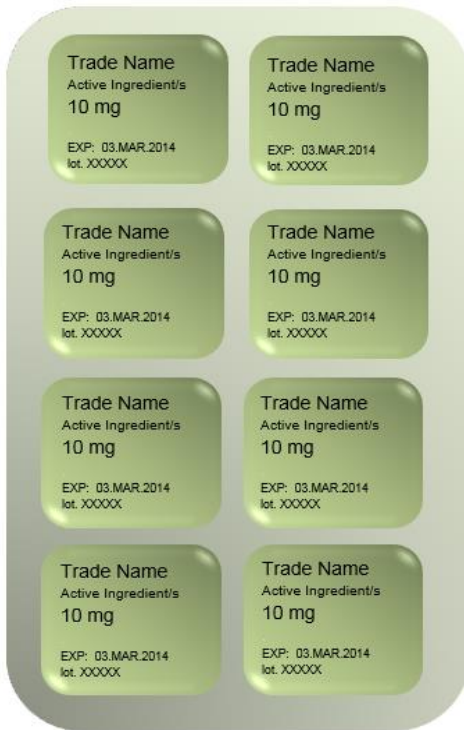 Trade Name
Active Ingredient/s
10 mg
EXP: 03.MAR.2014
lot. XXXXX
Trade Name
Active Ingredient/s
10 mg
EXP: 03.MAR.2014
lot. XXXXX
Trade Name
Active Ingredient/s
10 mg
EXP: 03.MAR.2014
lot. XXXXX
Trade Name
Active Ingredient/s
10 mg
EXP: 03.MAR.2014
lot. XXXXX
Trade Name
Active Ingredient/s
10 mg
EXP: 03.MAR.2014
lot. XXXXX
Trade Name
Active Ingredient/s
10 mg
EXP: 03.MAR.2014
lot. XXXXX
Trade Name
Active Ingredient/s
10 mg
EXP: 03.MAR.2014
lot. XXXXX
Trade Name
Active Ingredient/s
10 mg
EXP: 03.MAR.2014
lot. XXXXX